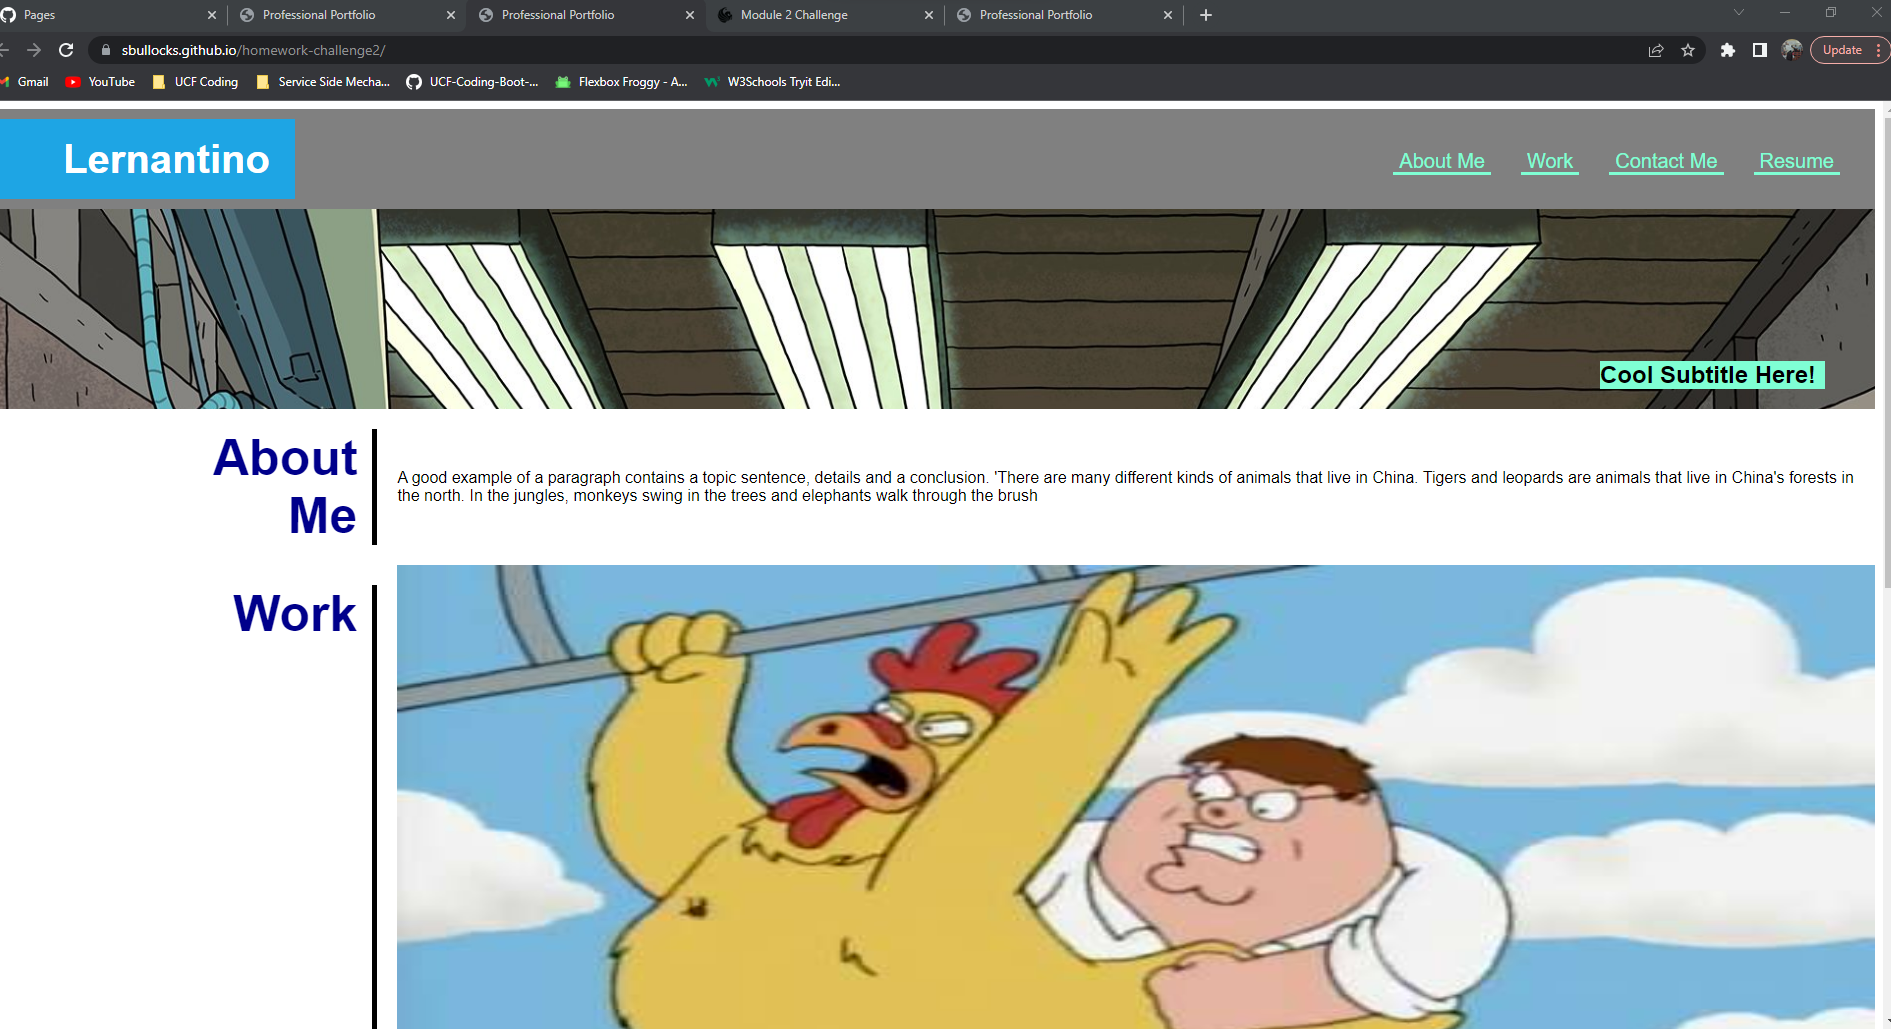 Pages
Professional Portfolio
Professional Portfolio
Module 2 Challenge
Professional Portfolio
sbullocks.github.io/homework-challenge2/
Update
Gmail
YouTube
UCF Coding
Service Side Mecha...
UCF-Coding-Boot-...
Flexbox Froggy - A...
W3Schools Tryit Edi...
Lernantino
About Me
Work
Contact Me
Resume
Cool Subtitle Here!
About
Me
A good example of a paragraph contains a topic sentence, details and a conclusion. 'There are many different kinds of animals that live in China. Tigers and leopards are animals that live in China's forests in
the north. In the jungles, monkeys swing in the trees and elephants walk through the brush
Work